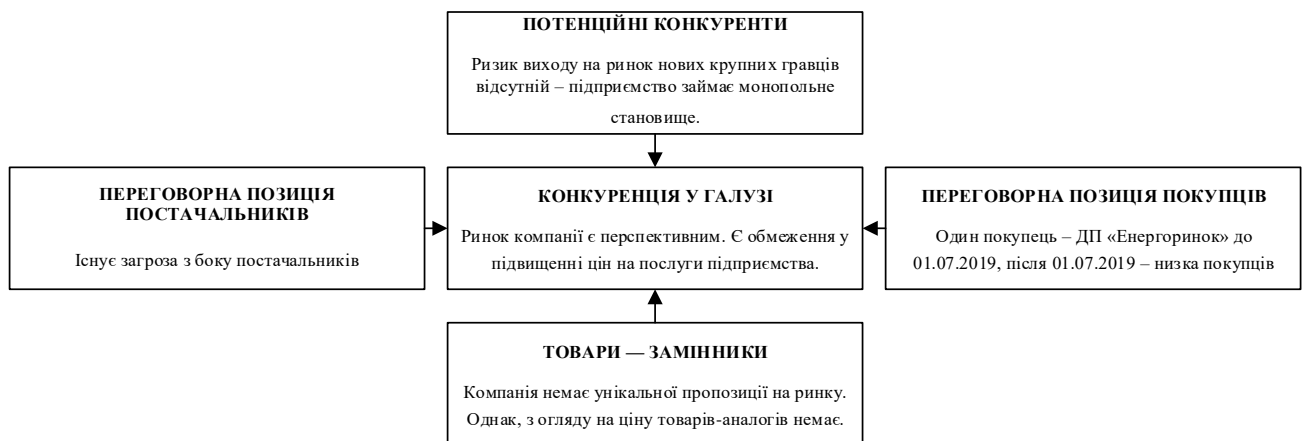 ПОТЕНЦІЙНІ КОНКУРЕНТИ
Ризик виходу на ринок нових крупних гравців
відсутній – підприємство займає монопольне
становище.
ПЕРЕГОВОРНА ПОЗИЦІЯ
ПОСТАЧАЛЬНИКІВ
Існує загроза з боку постачальників
КОНКУРЕНЦІЯ У ГАЛУЗІ
Ринок компанії є перспективним. Є обмеження у
підвищенні цін на послуги підприємства.
ПЕРЕГОВОРНА ПОЗИЦІЯ ПОКУПЦІВ
Один покупець – ДП «Енергоринок» до
01.07.2019, після 01.07.2019 – низка покупців
ТОВАРИ — ЗАМІННИКИ
Компанія немає унікальної пропозиції на ринку.
Однак, з огляду на ціну товарів-аналогів немає.